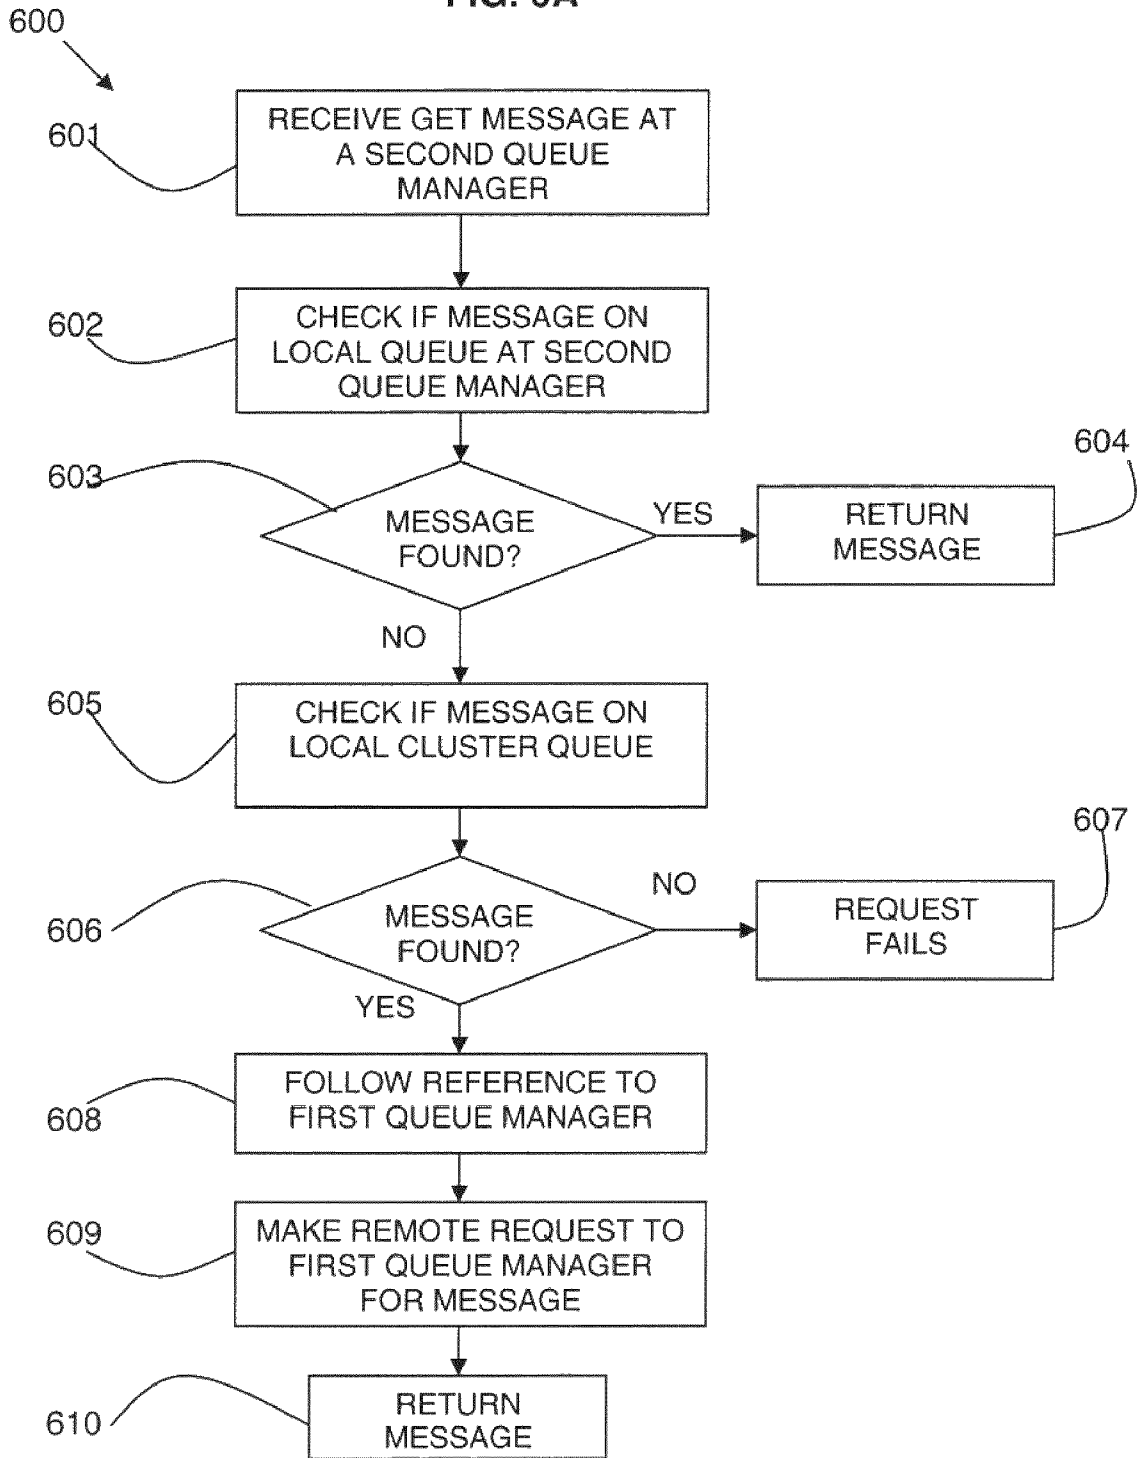 600
601
RECEIVE GET MESSAGE AT
A SECOND QUEUE
MANAGER
602
CHECK IF MESSAGE ON
LOCAL QUEUE AT SECOND
QUEUE MANAGER
603
MESSAGE
FOUND?
YES
604
RETURN
MESSAGE
NO
605
CHECK IF MESSAGE ON
LOCAL CLUSTER QUEUE
606
MESSAGE
FOUND?
NO
607
REQUEST
FAILS
YES
608
FOLLOW REFERENCE TO
FIRST QUEUE MANAGER
609
MAKE REMOTE REQUEST TO
FIRST QUEUE MANAGER
FOR MESSAGE
610
RETURN
MESSAGE